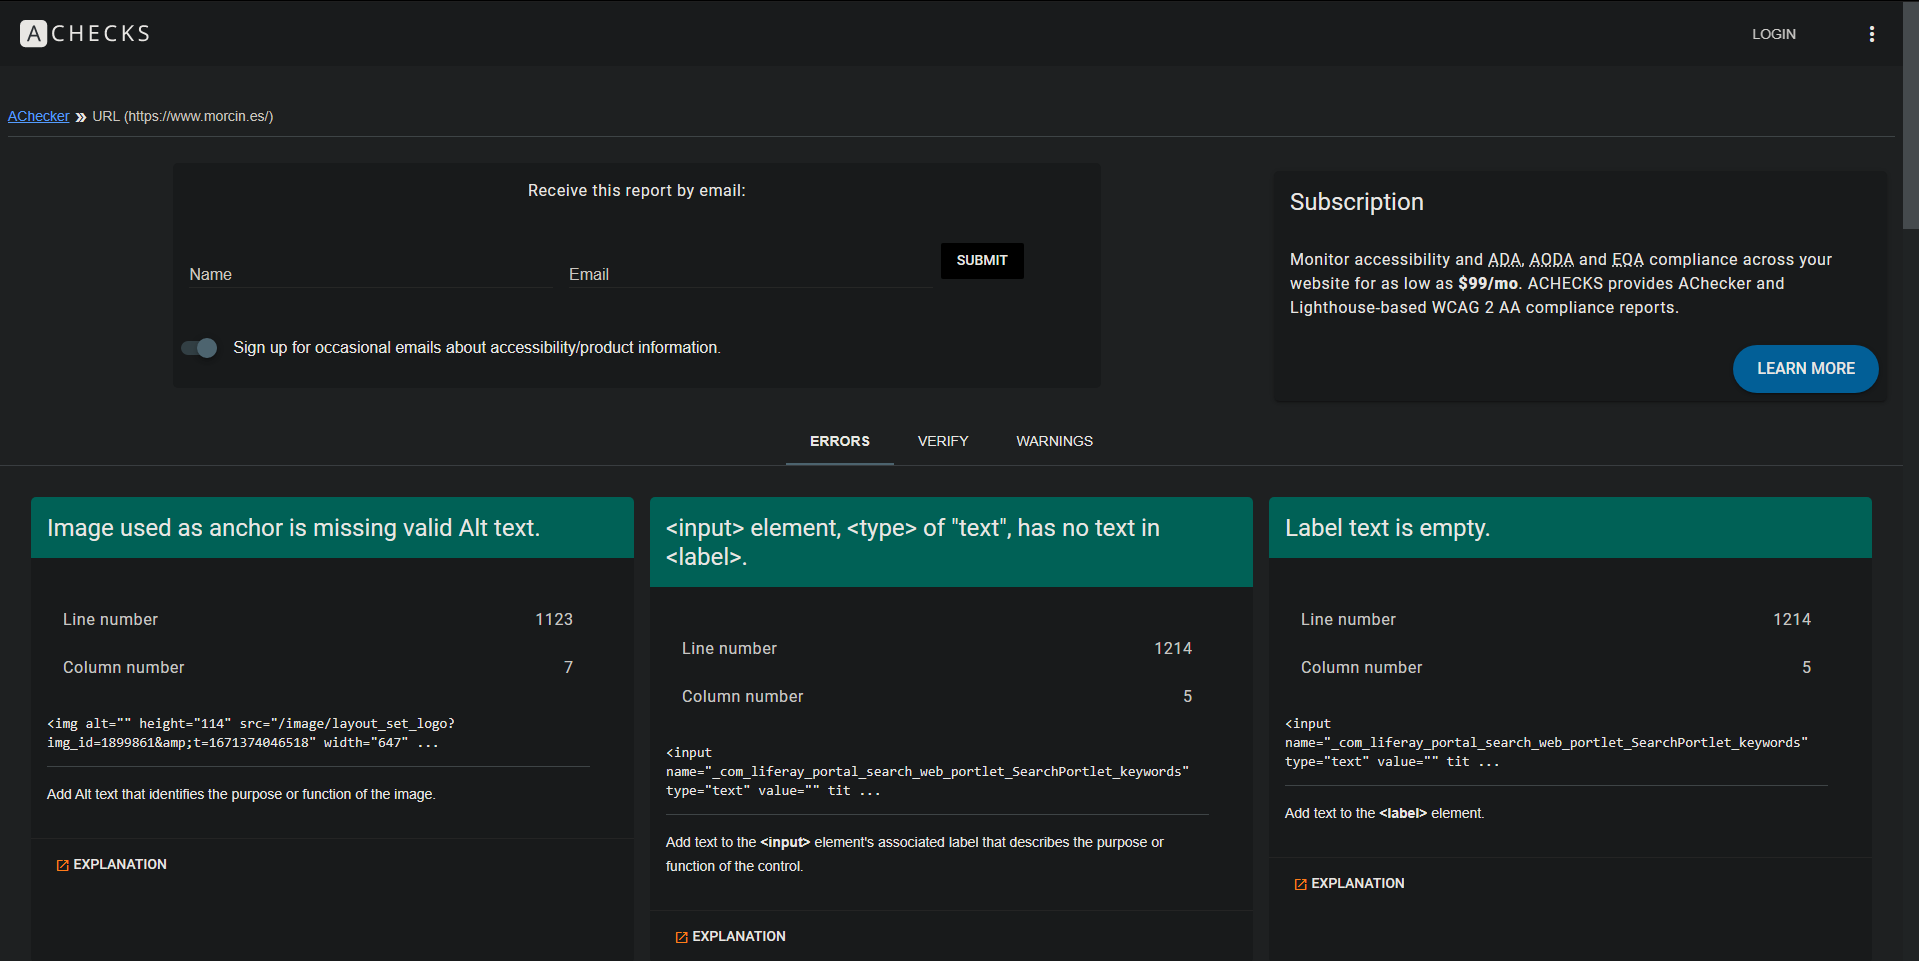 A CHECKS
LOGIN
AChecker » URL (https://www.morcin.es/)
Receive this report by email:
Name
Email
SUBMIT
Sign up for occasional emails about accessibility/product information.
Subscription
Monitor accessibility and ADA, AODA and EQA compliance across your
website for as low as $99/mo. ACHECKS provides AChecker and
Lighthouse-based WCAG 2 AA compliance reports.
LEARN MORE
ERRORS
VERIFY
WARNINGS
Image used as anchor is missing valid Alt text.
Line number 1123
Column number 7
<img alt="" height="114" src="/image/layout_set_logo?
img_id=1899861&amp;t=1671374046518" width="647" ...
Add Alt text that identifies the purpose or function of the image.
EXPLANATION
<input> element, <type> of "text", has no text in
<label>.
Line number 1214
Column number 5
<input
name="_com_liferay_portal_search_web_portlet_SearchPortlet_keywords"
type="text" value="" tit ...
Add text to the <input> element's associated label that describes the purpose or
function of the control.
EXPLANATION
Label text is empty.
Line number 1214
Column number 5
<input
name="_com_liferay_portal_search_web_portlet_SearchPortlet_keywords"
type="text" value="" tit ...
Add text to the <label> element.
EXPLANATION